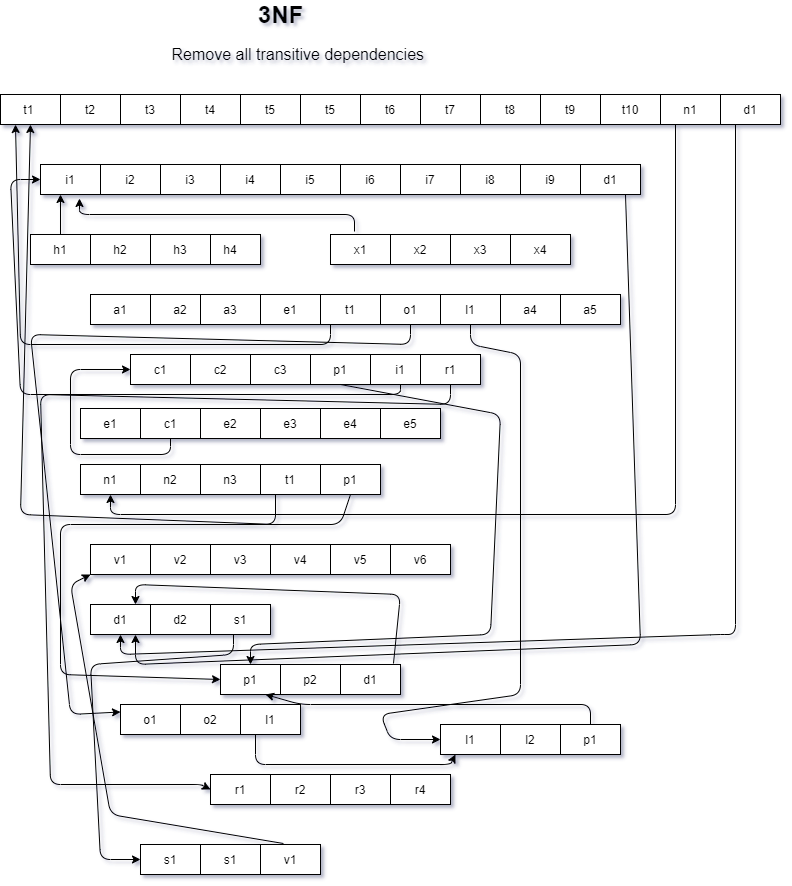 3NF
Remove all transitive dependencies
t1 t2 t3 t4 t5 t5 t6 t7 t8 t9 t10 n1 d1
i1 i2 i3 i4 i5 i6 i7 i8 i9 d1
h1 h2 h3 h4 x1 x2 x3 x4
a1 a2 a3 e1 t1 o1 l1 a4 a5
c1 c2 c3 p1 i1 r1
e1 c1 e2 e3 e4 e5
n1 n2 n3 t1 p1
v1 v2 v3 v4 v5 v6
d1 d2 s1
p1 p2 d1
o1 o2 l1
l1 l2 p1
r1 r2 r3 r4
s1 s1 v1